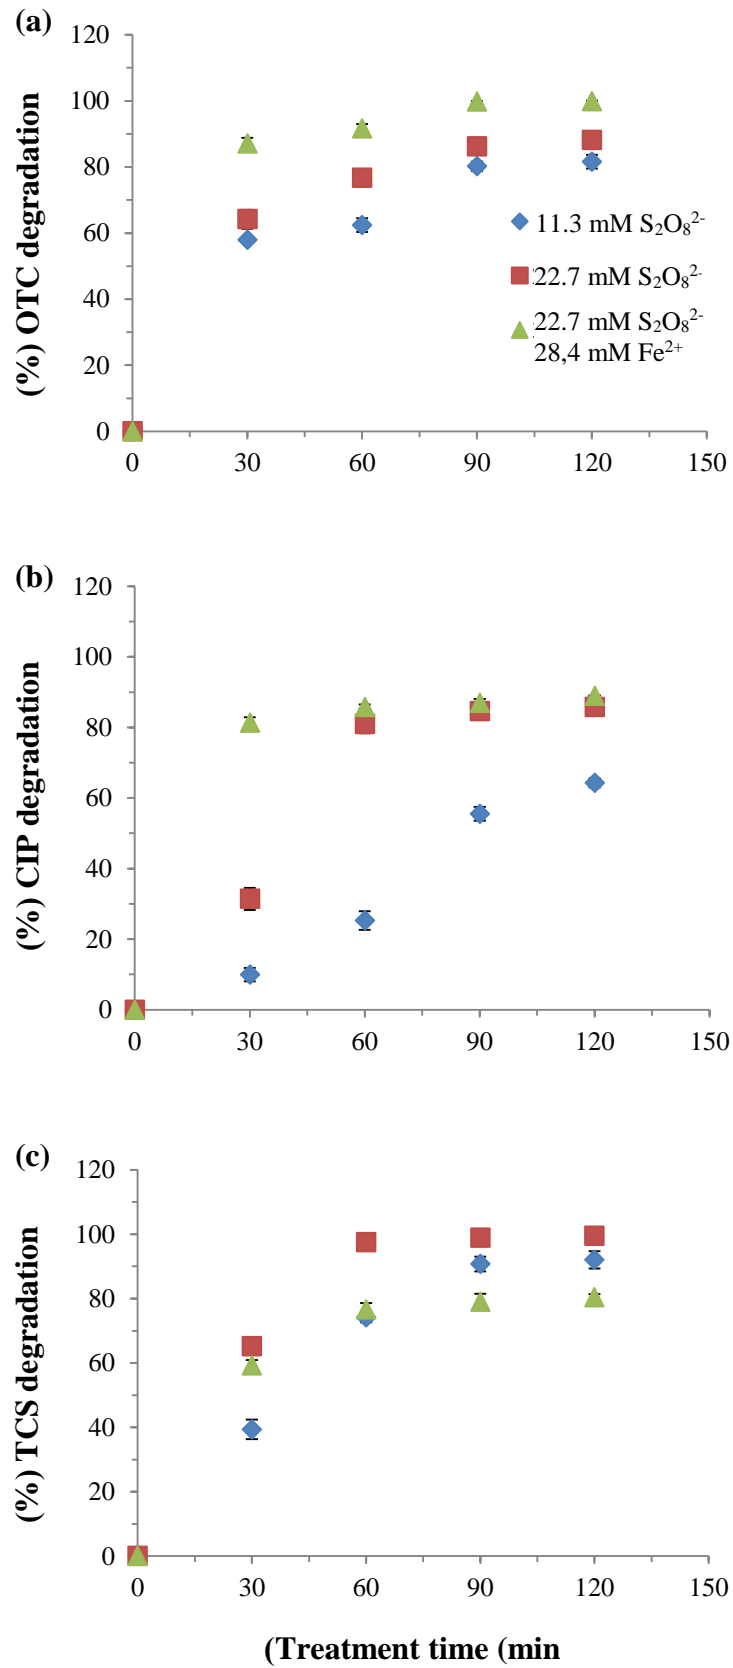 (a)
(%) OTC degradation
120
100
80
60
40
20
0
0 30 60 90 120 150
11.3 mM S₂O₈²⁻
22.7 mM S₂O₈²⁻
22.7 mM S₂O₈²⁻
28,4 mM Fe²⁺
(b)
(%) CIP degradation
120
100
80
60
40
20
0
0 30 60 90 120 150
(c)
(%) TCS degradation
120
100
80
60
40
20
0
0 30 60 90 120 150
(Treatment time (min